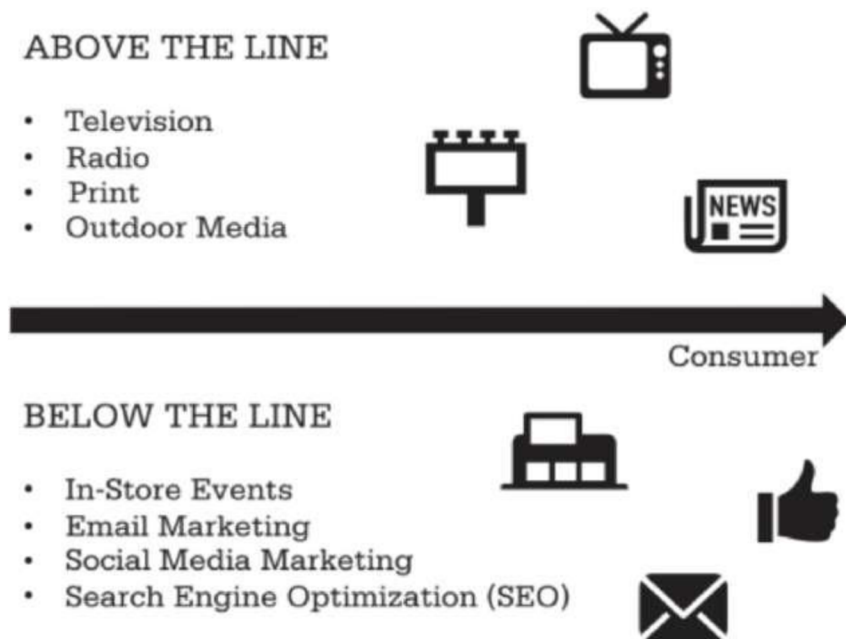 ABOVE THE LINE
• Television
• Radio
• Print
• Outdoor Media
NEWS
Consumer
BELOW THE LINE
• In-Store Events
• Email Marketing
• Social Media Marketing
• Search Engine Optimization (SEO)